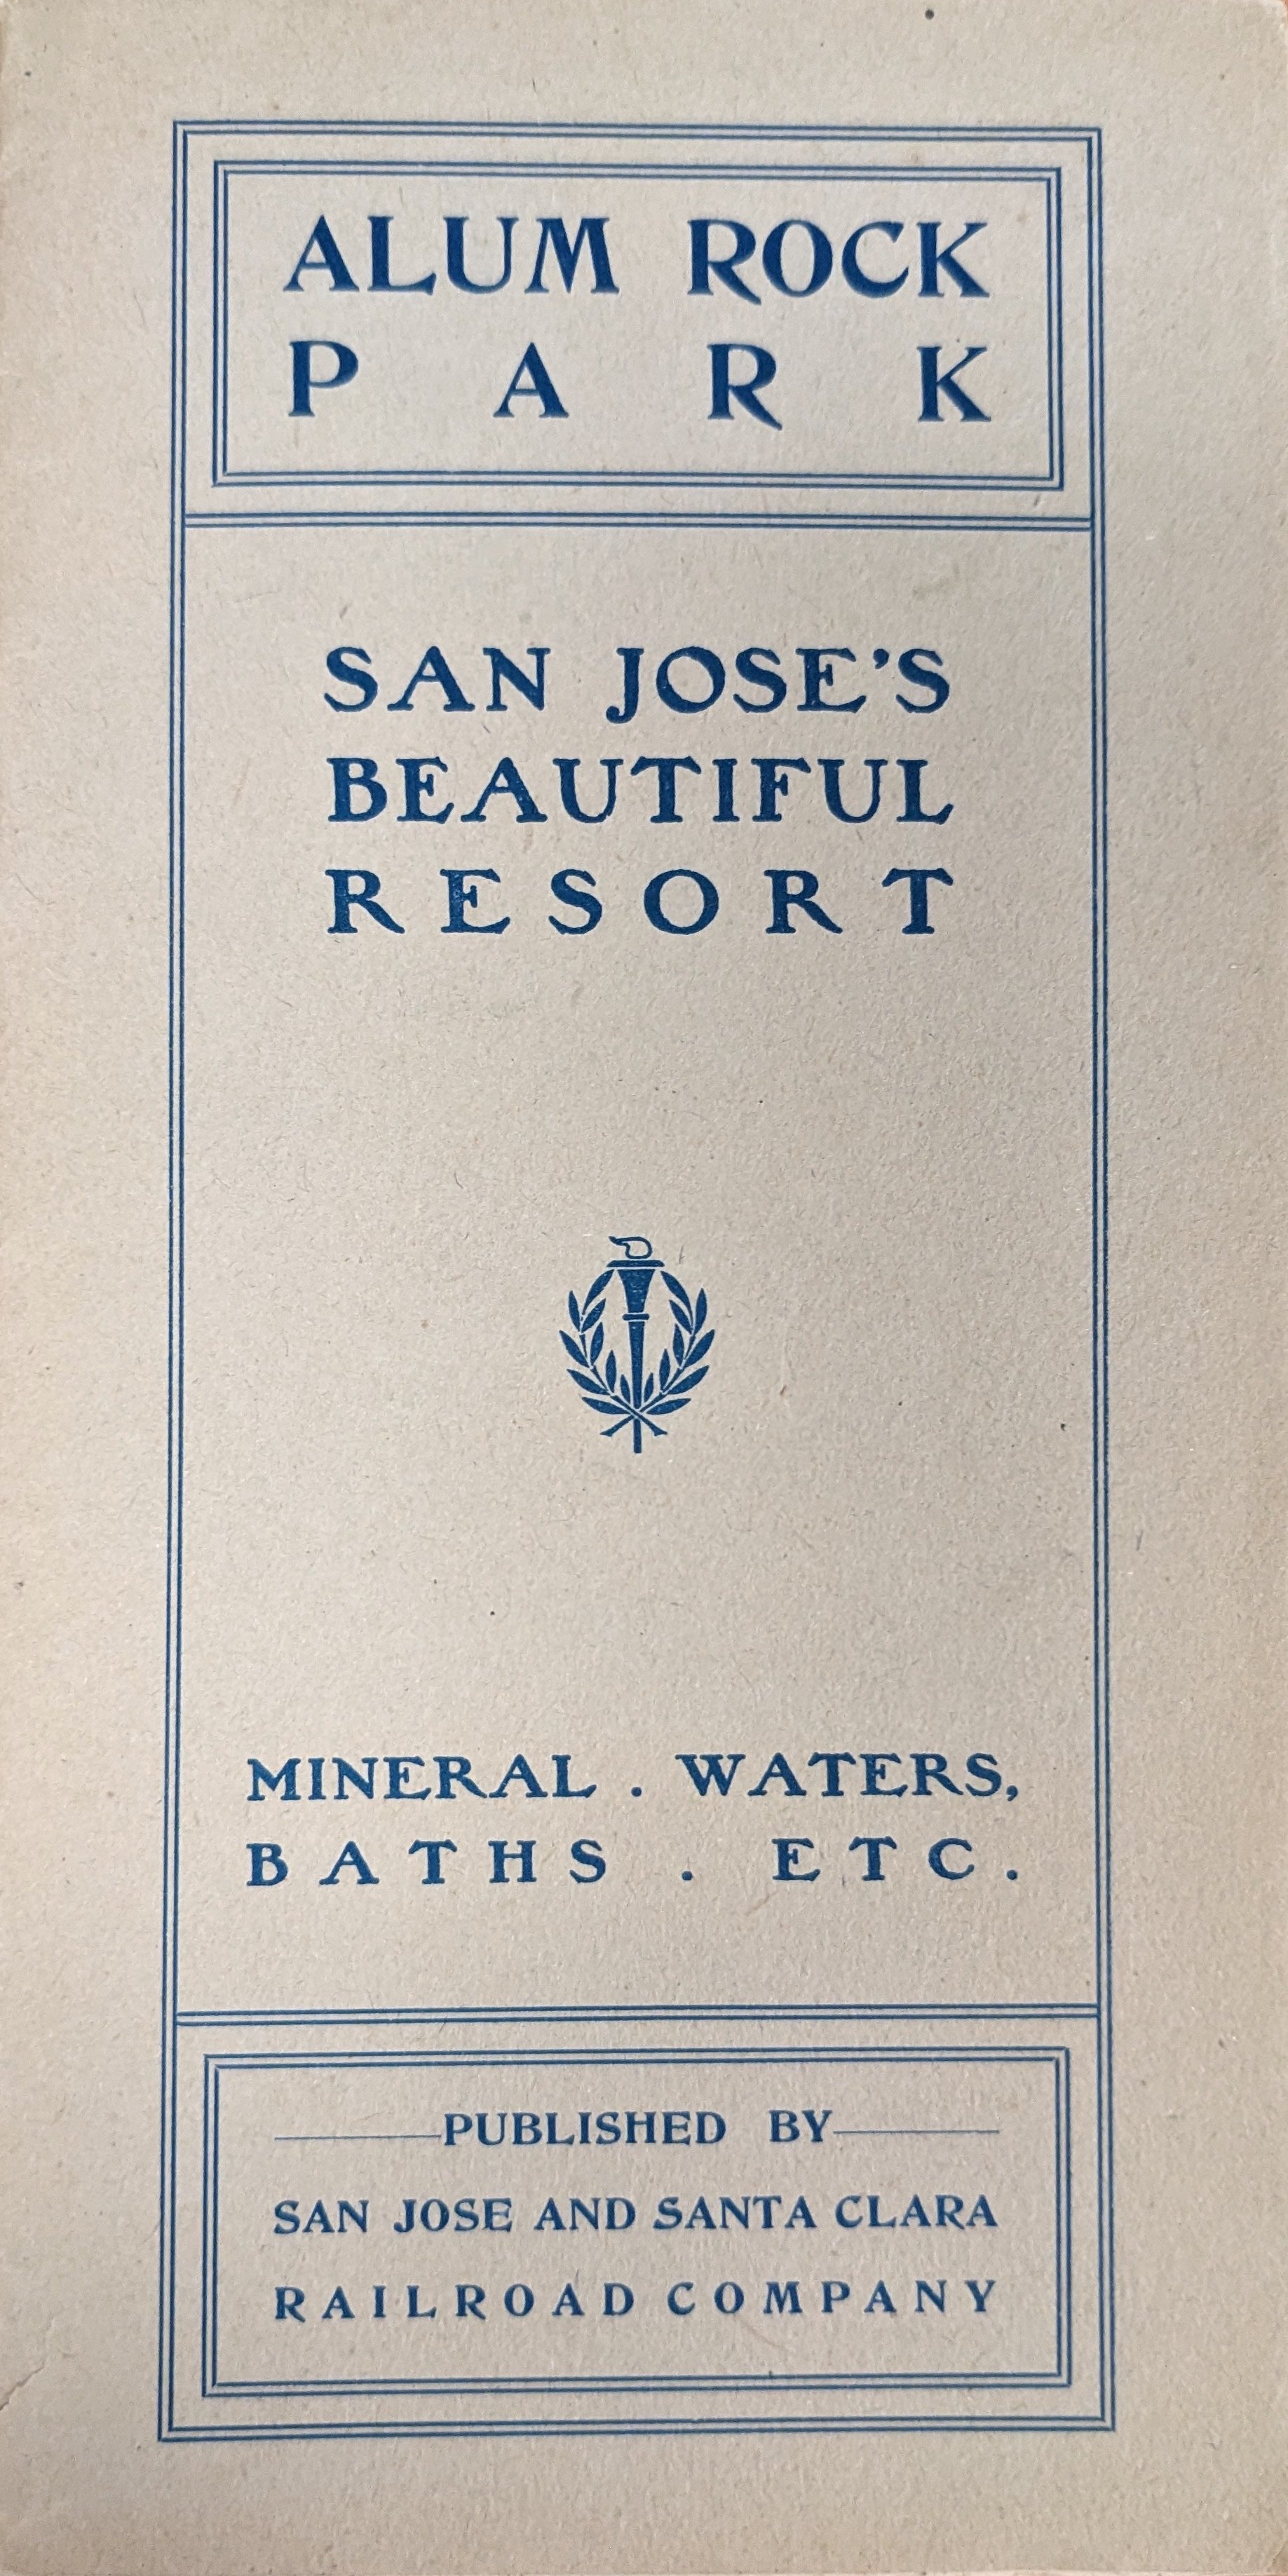 ALUM ROCK
PARK
SAN JOSE'S
BEAUTIFUL
RESORT
MINERAL . WATERS,
BATHS . ETC.
PUBLISHED BY
SAN JOSE AND SANTA CLARA
RAILROAD COMPANY